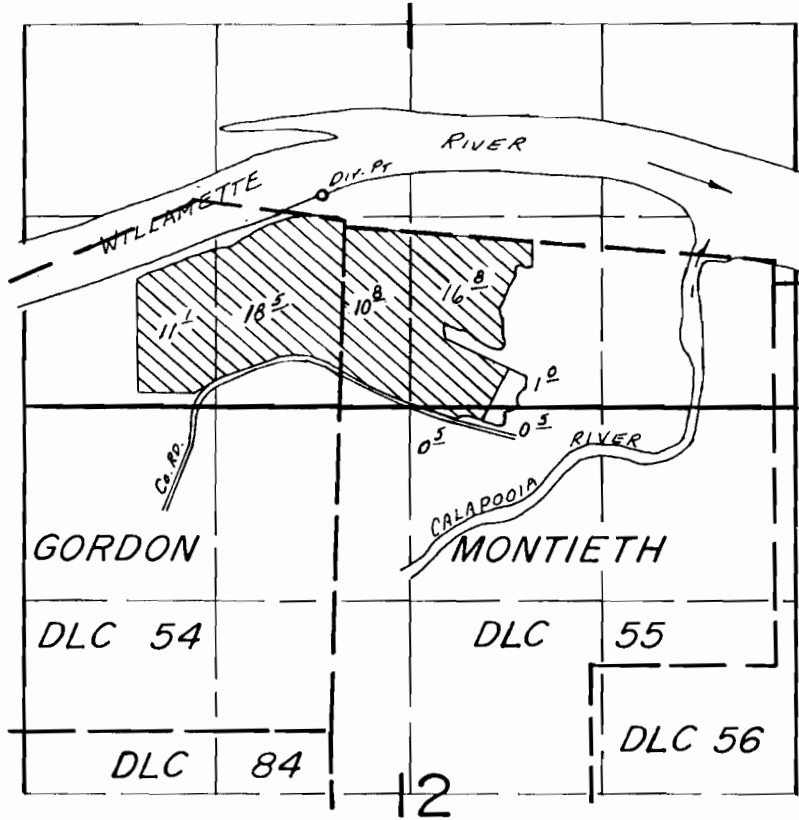 RIVER
WILLAMETTE
DIV. PT
11 1
18 5
10 8
16 8
1 0
0 5
0 5
CO. RD.
RIVER
CALAPOOIA
GORDON
MONTIETH
DLC 54
DLC 55
DLC 56
DLC 84
12